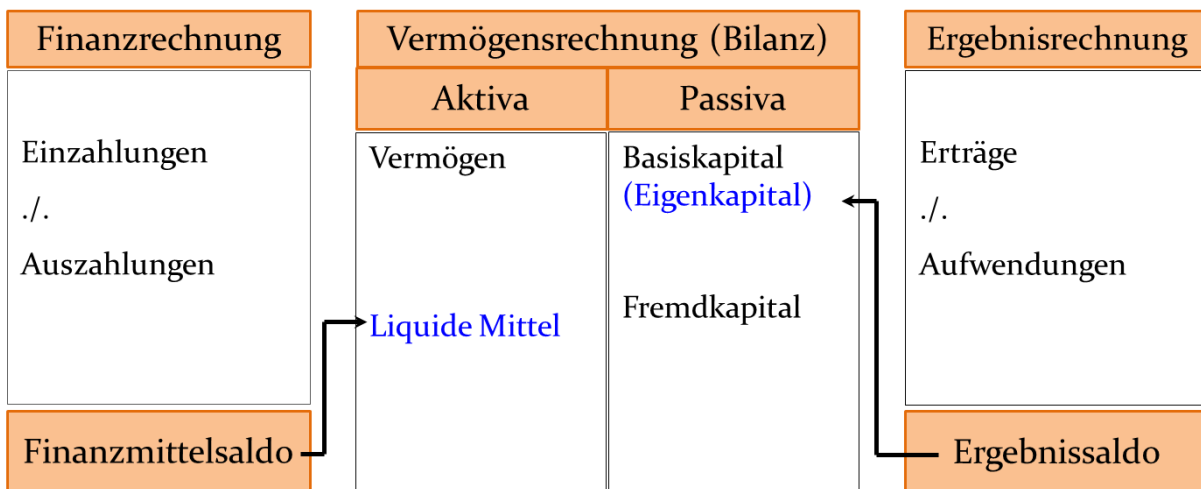 Finanzrechnung
Einzahlungen
./.
Auszahlungen
Finanzmittelsaldo
Vermögensrechnung (Bilanz)
Aktiva
Passiva
Vermögen
Liquide Mittel
Basiskapital
(Eigenkapital)
Fremdkapital
Ergebnisrechnung
Erträge
./.
Aufwendungen
Ergebnissaldo